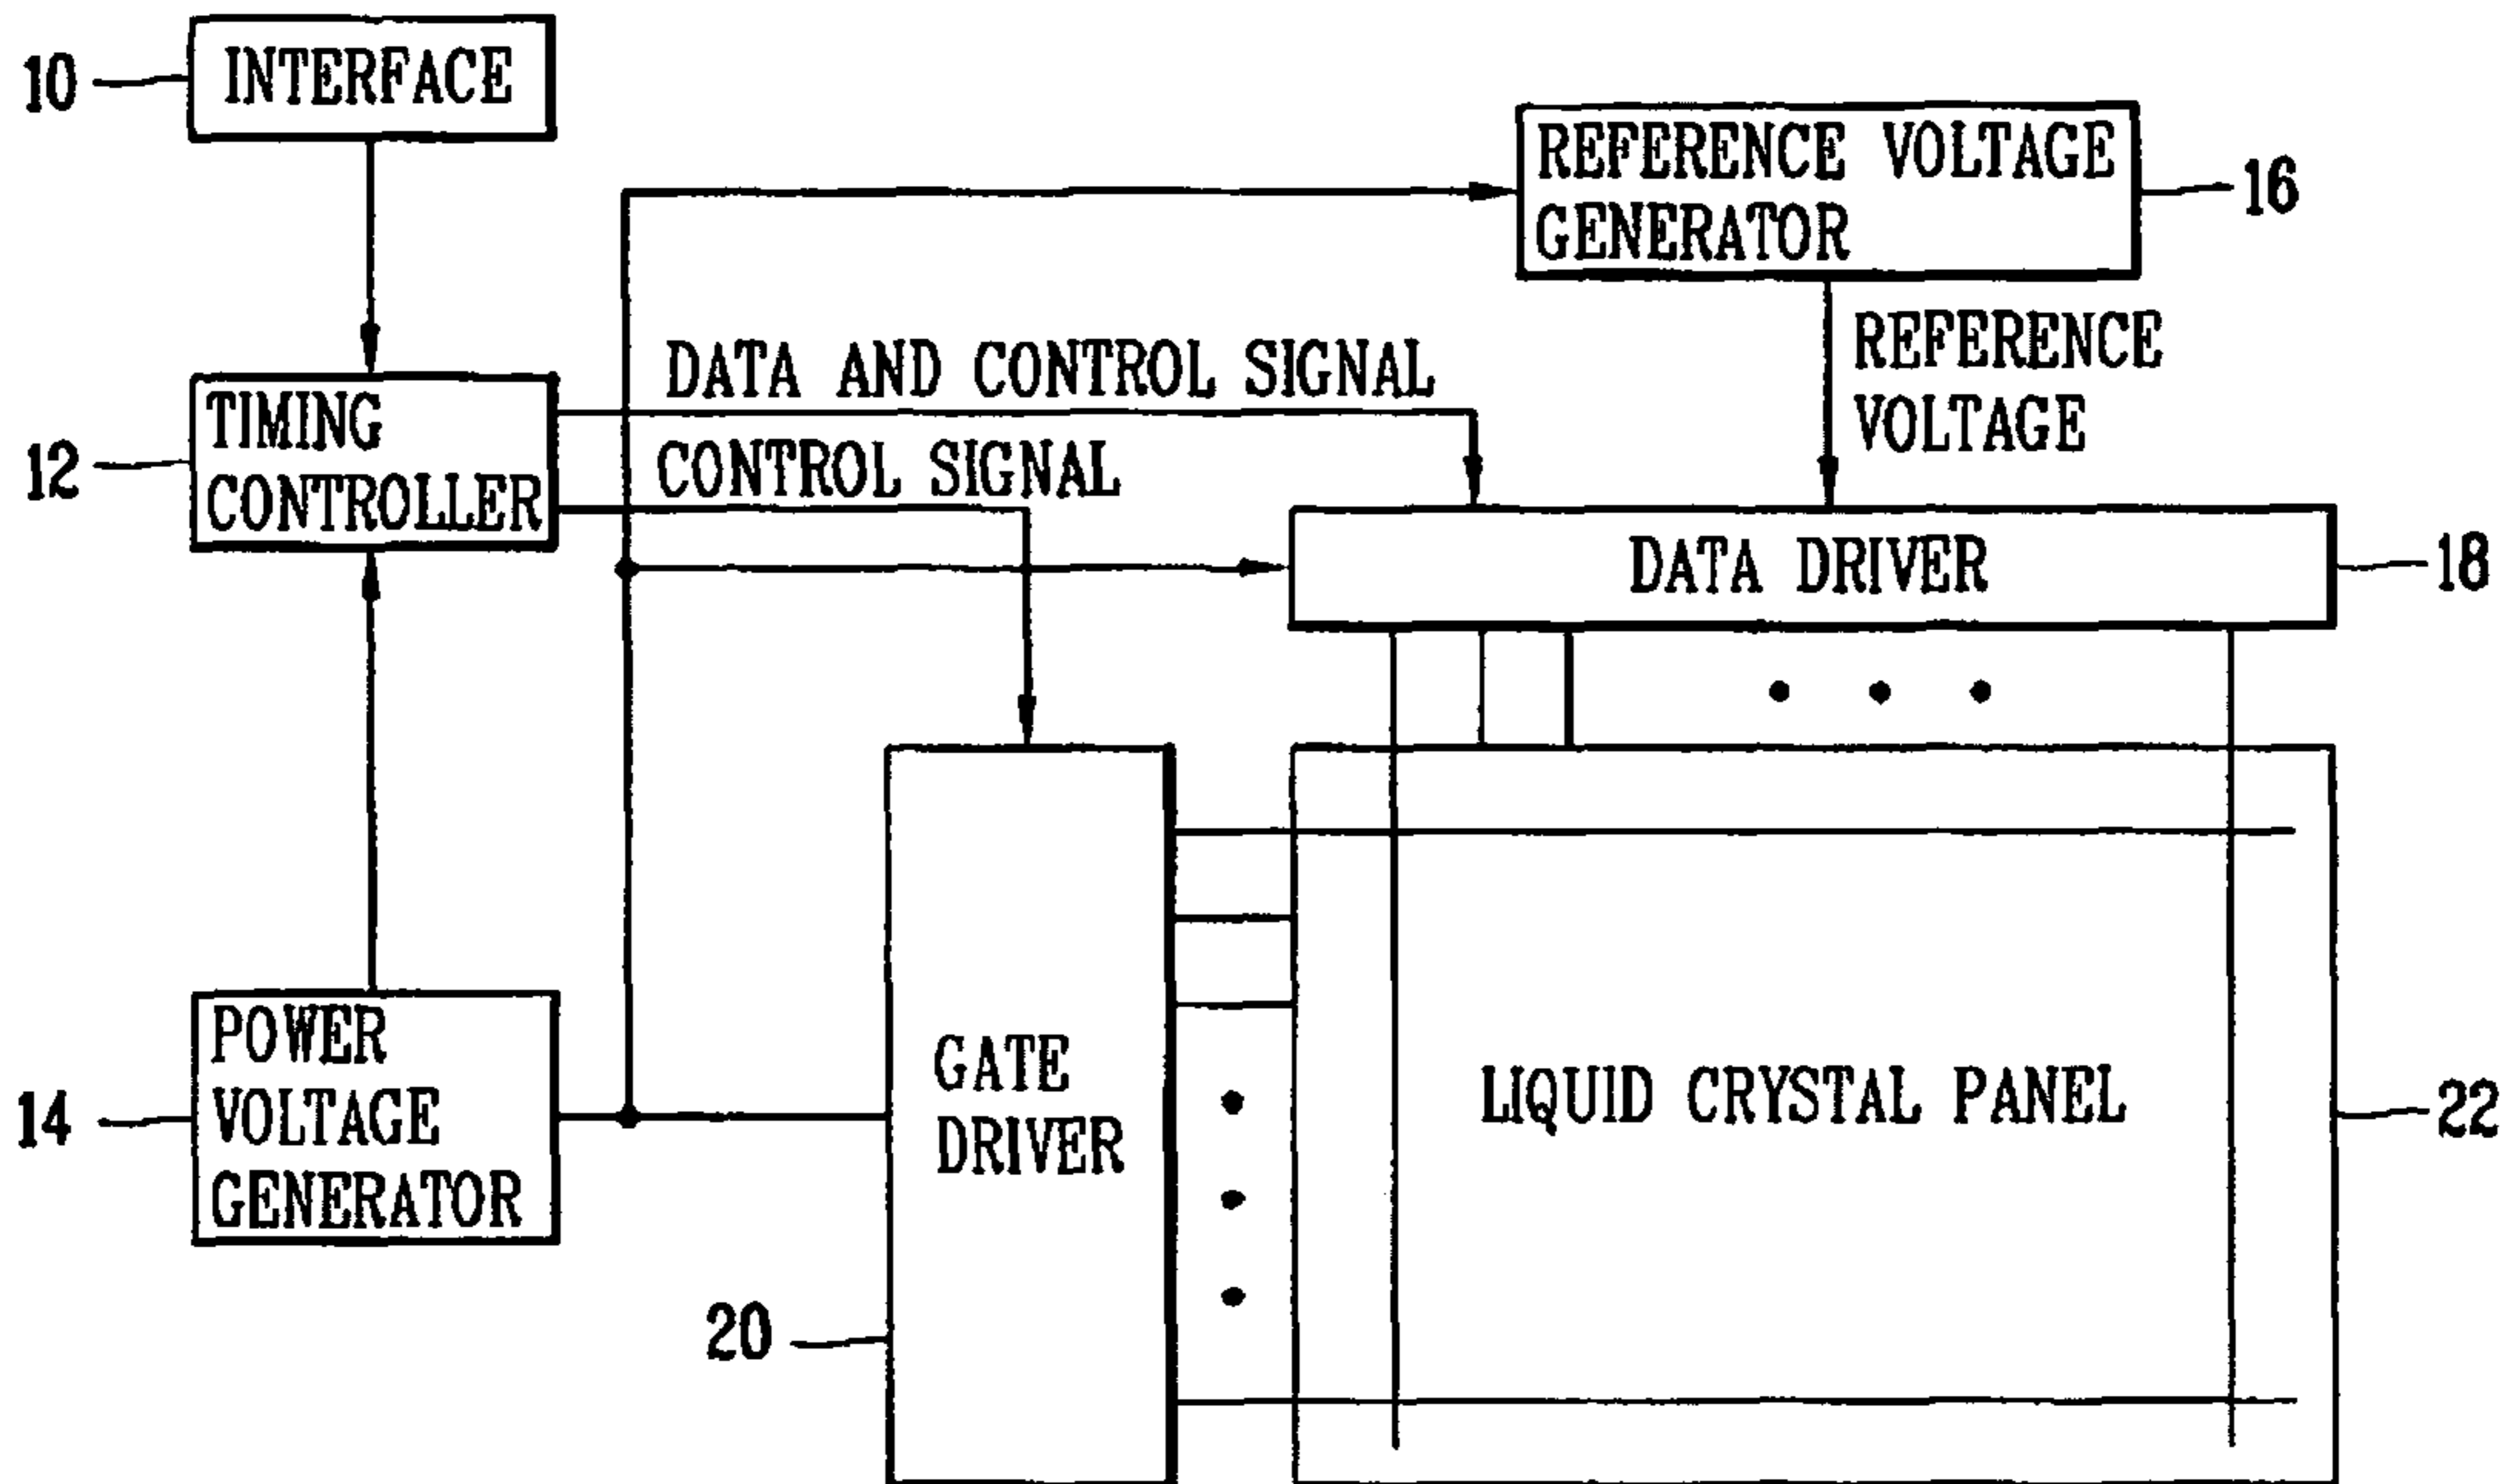 10
INTERFACE
REFERENCE VOLTAGE
GENERATOR
16
REFERENCE
VOLTAGE
DATA AND CONTROL SIGNAL
TIMING
CONTROLLER
12
CONTROL SIGNAL
DATA DRIVER
18
POWER
VOLTAGE
GENERATOR
14
GATE
DRIVER
20
LIQUID CRYSTAL PANEL
22